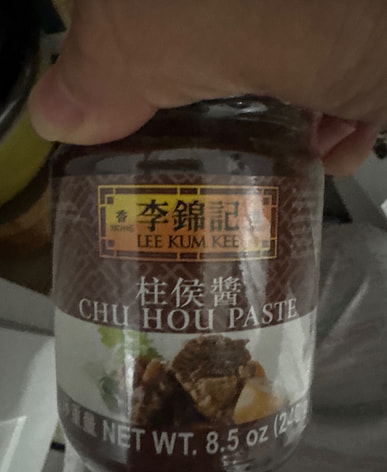 李錦記
LEE KUM KEE
柱侯醬
CHU HOU PASTE
NET WT. 8.5 oz